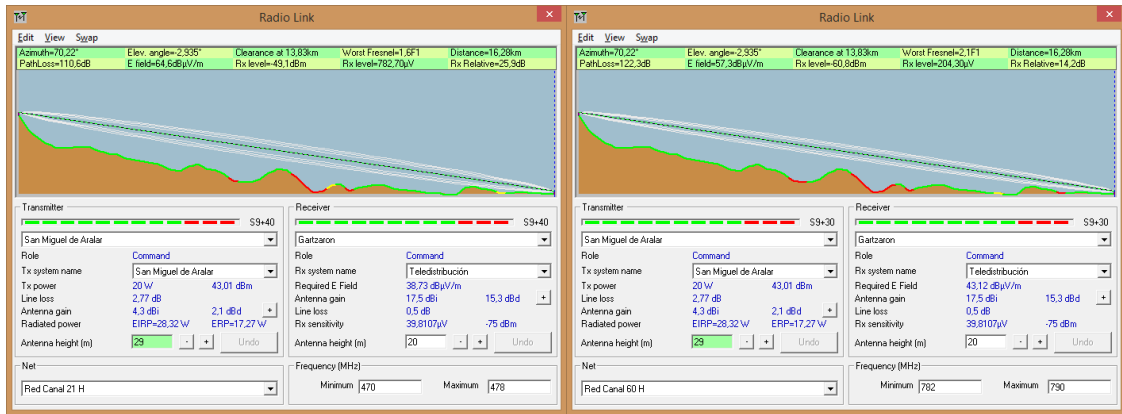 Radio Link
Edit View Swap
Azimuth=70,22° Elev. angle=-2,935° Clearance at 13,83km Worst Fresnel=1,6F1 Distance=16,28km
PathLoss=110,6dB E field=64,6dBµV/m Rx level=-49,1dBm Rx level=782,70µV Rx Relative=25,9dB
Transmitter
S9+40
San Miguel de Aralar
Role Command
Tx system name San Miguel de Aralar
Tx power 20 W 43,01 dBm
Line loss 2,77 dB
Antenna gain 4,3 dBi 2,1 dBd +
Radiated power EIRP=28,32 W ERP=17,27 W
Antenna height (m) 29 - + Undo
Net
Red Canal 21 H
Receiver
S9+40
Gartzaron
Role Command
Rx system name Teledistribución
Required E Field 38,73 dBµV/m
Antenna gain 17,5 dBi 15,3 dBd +
Line loss 0,5 dB
Rx sensitivity 39,8107µV -75 dBm
Antenna height (m) 20 - + Undo
Frequency (MHz)
Minimum 470 Maximum 478
Radio Link
Edit View Swap
Azimuth=70,22° Elev. angle=-2,935° Clearance at 13,83km Worst Fresnel=2,1F1 Distance=16,28km
PathLoss=122,3dB E field=57,3dBµV/m Rx level=-60,8dBm Rx level=204,30µV Rx Relative=14,2dB
Transmitter
S9+30
San Miguel de Aralar
Role Command
Tx system name San Miguel de Aralar
Tx power 20 W 43,01 dBm
Line loss 2,77 dB
Antenna gain 4,3 dBi 2,1 dBd +
Radiated power EIRP=28,32 W ERP=17,27 W
Antenna height (m) 29 - + Undo
Net
Red Canal 60 H
Receiver
S9+30
Gartzaron
Role Command
Rx system name Teledistribución
Required E Field 43,12 dBµV/m
Antenna gain 17,5 dBi 15,3 dBd +
Line loss 0,5 dB
Rx sensitivity 39,8107µV -75 dBm
Antenna height (m) 20 - + Undo
Frequency (MHz)
Minimum 782 Maximum 790